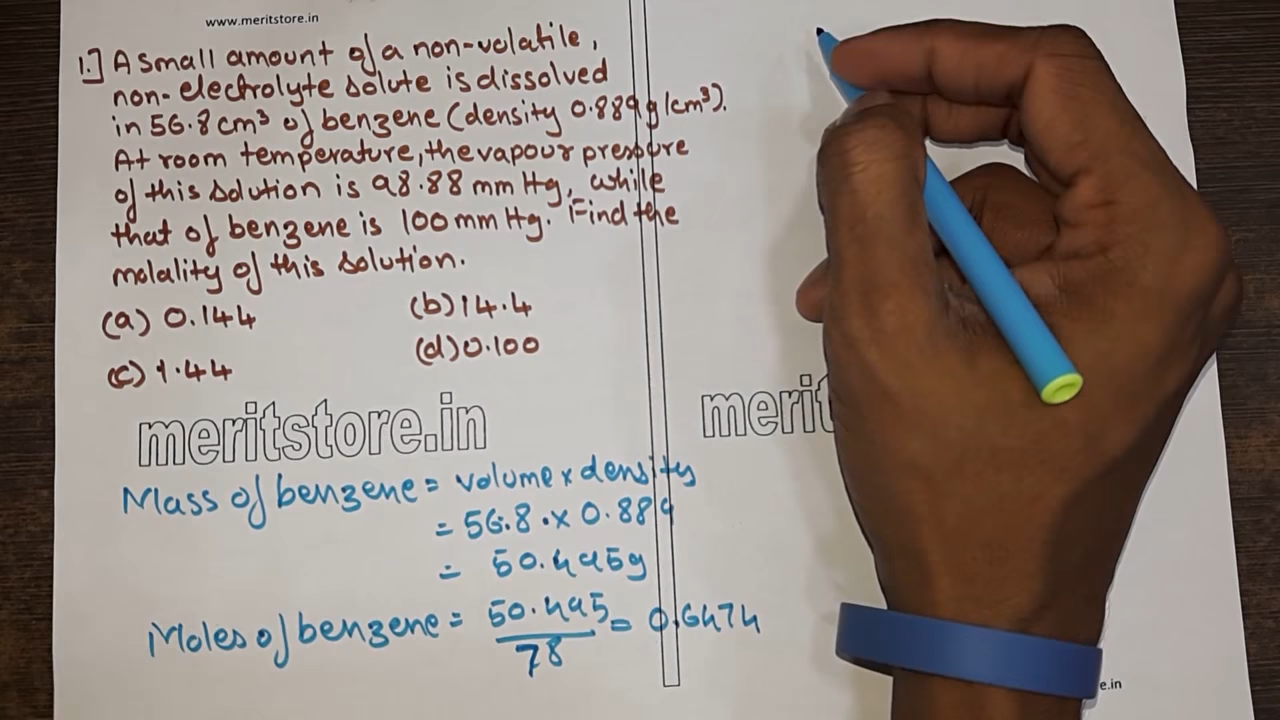 www.meritstore.in
1.] A small amount of a non-volatile,
non-electrolyte solute is dissolved
in 56.8 cm³ of benzene (density 0.889 g/cm³).
At room temperature, the vapour pressure
of this solution is 98.88 mm Hg, while
that of benzene is 100 mm Hg. Find the
molality of this solution.
(a) 0.144 (b) 14.4
(c) 1.44 (d) 0.100
meritstore.in
merit
Mass of benzene = volume x density
= 56.8 . x 0.889
= 50.495g
Moles of benzene = 50.495 / 78 = 0.6474
e.in